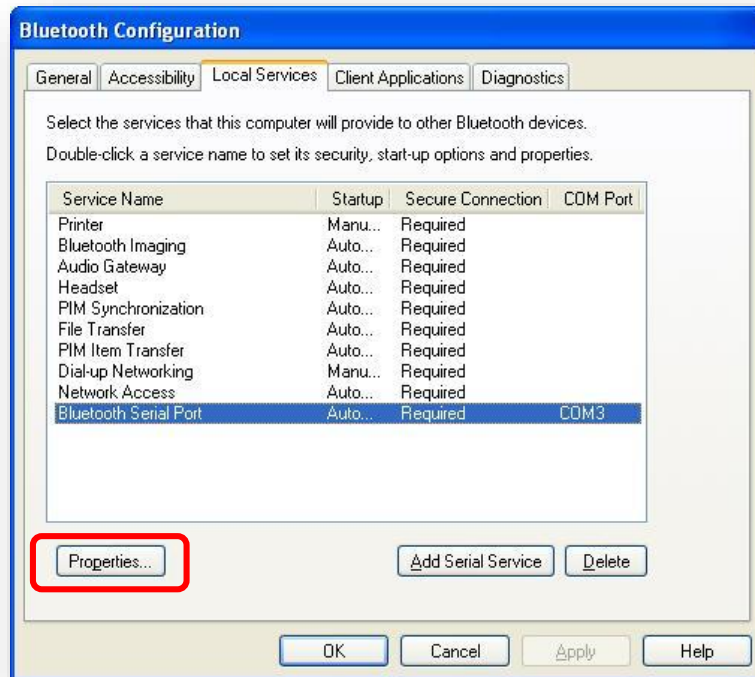 Bluetooth Configuration
General Accessibility Local Services Client Applications Diagnostics
Select the services that this computer will provide to other Bluetooth devices.
Double-click a service name to set its security, start-up options and properties.
Service Name Startup Secure Connection COM Port
Printer Manu... Required
Bluetooth Imaging Auto... Required
Audio Gateway Auto... Required
Headset Auto... Required
PIM Synchronization Auto... Required
File Transfer Auto... Required
PIM Item Transfer Auto... Required
Dial-up Networking Manu... Required
Network Access Auto... Required
Bluetooth Serial Port Auto... Required COM3
Properties... Add Serial Service Delete
OK Cancel Apply Help